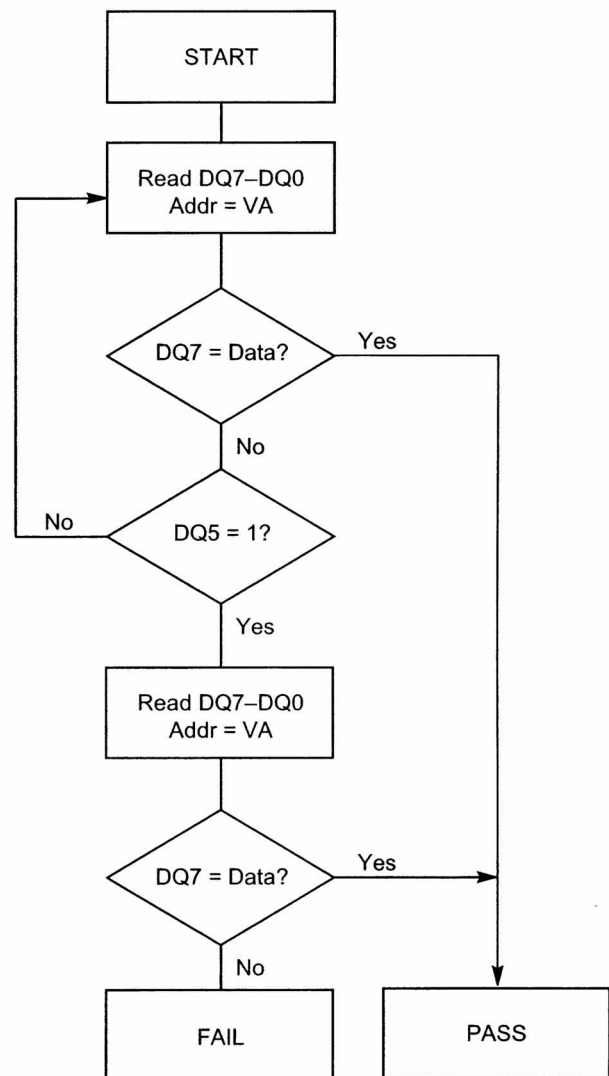 START
Read DQ7–DQ0
Addr = VA
DQ7 = Data?
Yes
No
No
DQ5 = 1?
Yes
Read DQ7–DQ0
Addr = VA
DQ7 = Data?
Yes
No
FAIL
PASS